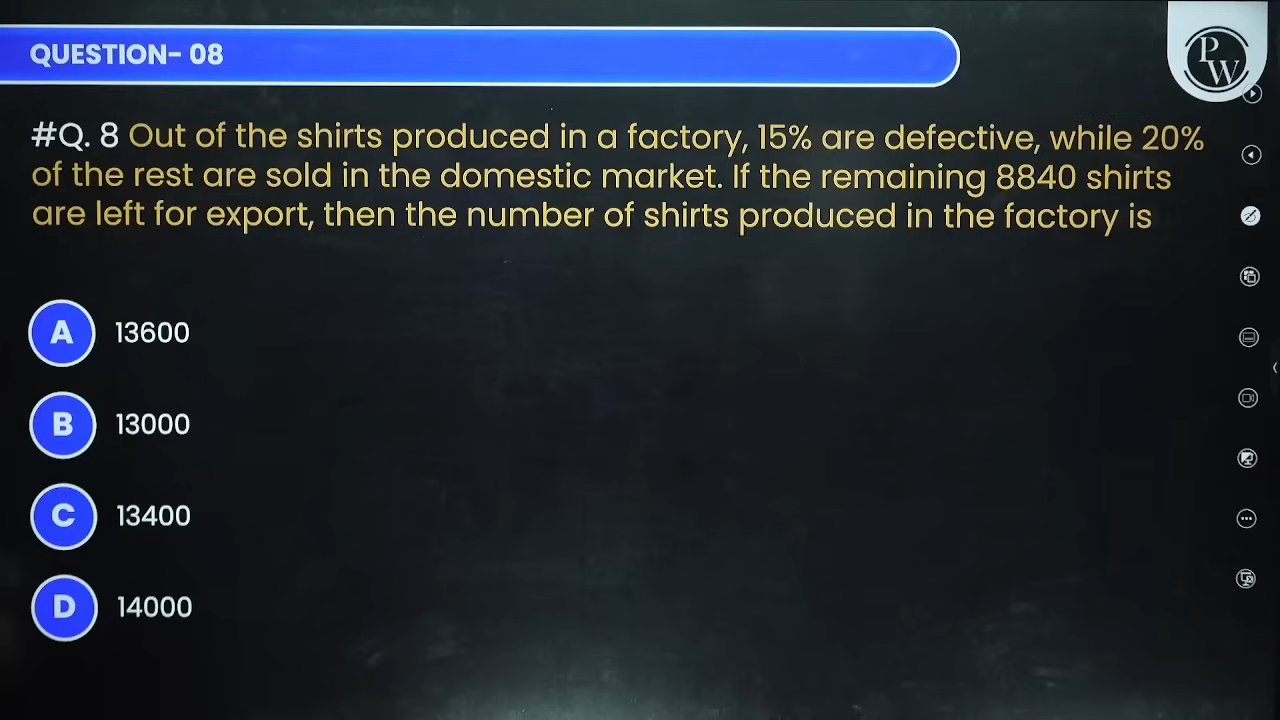 QUESTION- 08
PW
#Q. 8 Out of the shirts produced in a factory, 15% are defective, while 20%
of the rest are sold in the domestic market. If the remaining 8840 shirts
are left for export, then the number of shirts produced in the factory is
A 13600
B 13000
C 13400
D 14000